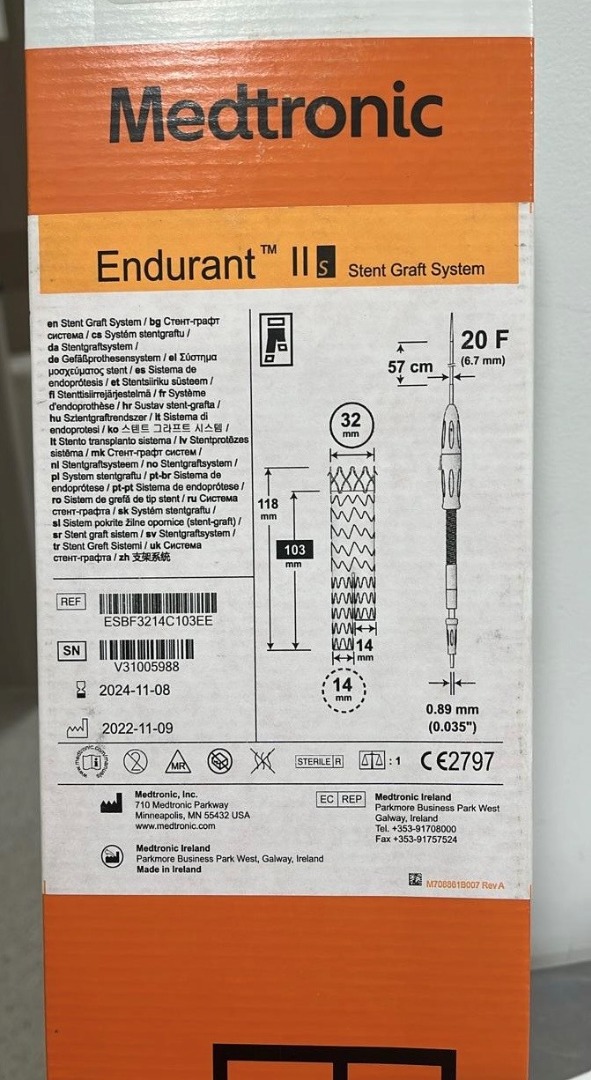 Medtronic
Endurant™ II s Stent Graft System
en Stent Graft System / bg Стент-графт
система / cs Systém stentgraftu /
da Stentgraftsystem /
de Gefäßprothesensystem / el Σύστημα
μοσχεύματος stent / es Sistema de
endoprótesis / et Stentsiiriku süsteem /
fi Stenttisiirrejärjestelmä / fr Système
d'endoprothèse / hr Sustav stent-grafta /
hu Sztentgraftrendszer / it Sistema di
endoprotesi / ko 스텐트 그라프트 시스템 /
lt Stento transplanto sistema / lv Stentprotēzes
sistēma / mk Стент-графт систем /
nl Stentgraftsysteem / no Stentgraftsystem /
pl System stentgraftu / pt-br Sistema de
endoprótese / pt-pt Sistema de endoprótese /
ro Sistem de grefă de tip stent / ru Система
стент-графта / sk Systém stentgraftu /
sl Sistem pokrite žilne opornice (stent-graft) /
sr Stent graft sistem / sv Stentgraftsystem /
tr Stent Greft Sistemi / uk Система
стент-графта / zh 支架系统
REF
ESBF3214C103EE
SN
V31005988
2024-11-08
2022-11-09
20 F
(6.7 mm)
57 cm
32
mm
118
mm
103
mm
14
mm
14
mm
0.89 mm
(0.035")
medtronic.com/manuals
2
MR
STERILE R
: 1
CE2797
Medtronic, Inc.
710 Medtronic Parkway
Minneapolis, MN 55432 USA
www.medtronic.com
EC REP
Medtronic Ireland
Parkmore Business Park West
Galway, Ireland
Tel. +353-91708000
Fax +353-91757524
Medtronic Ireland
Parkmore Business Park West, Galway, Ireland
Made in Ireland
M708861B007 Rev A